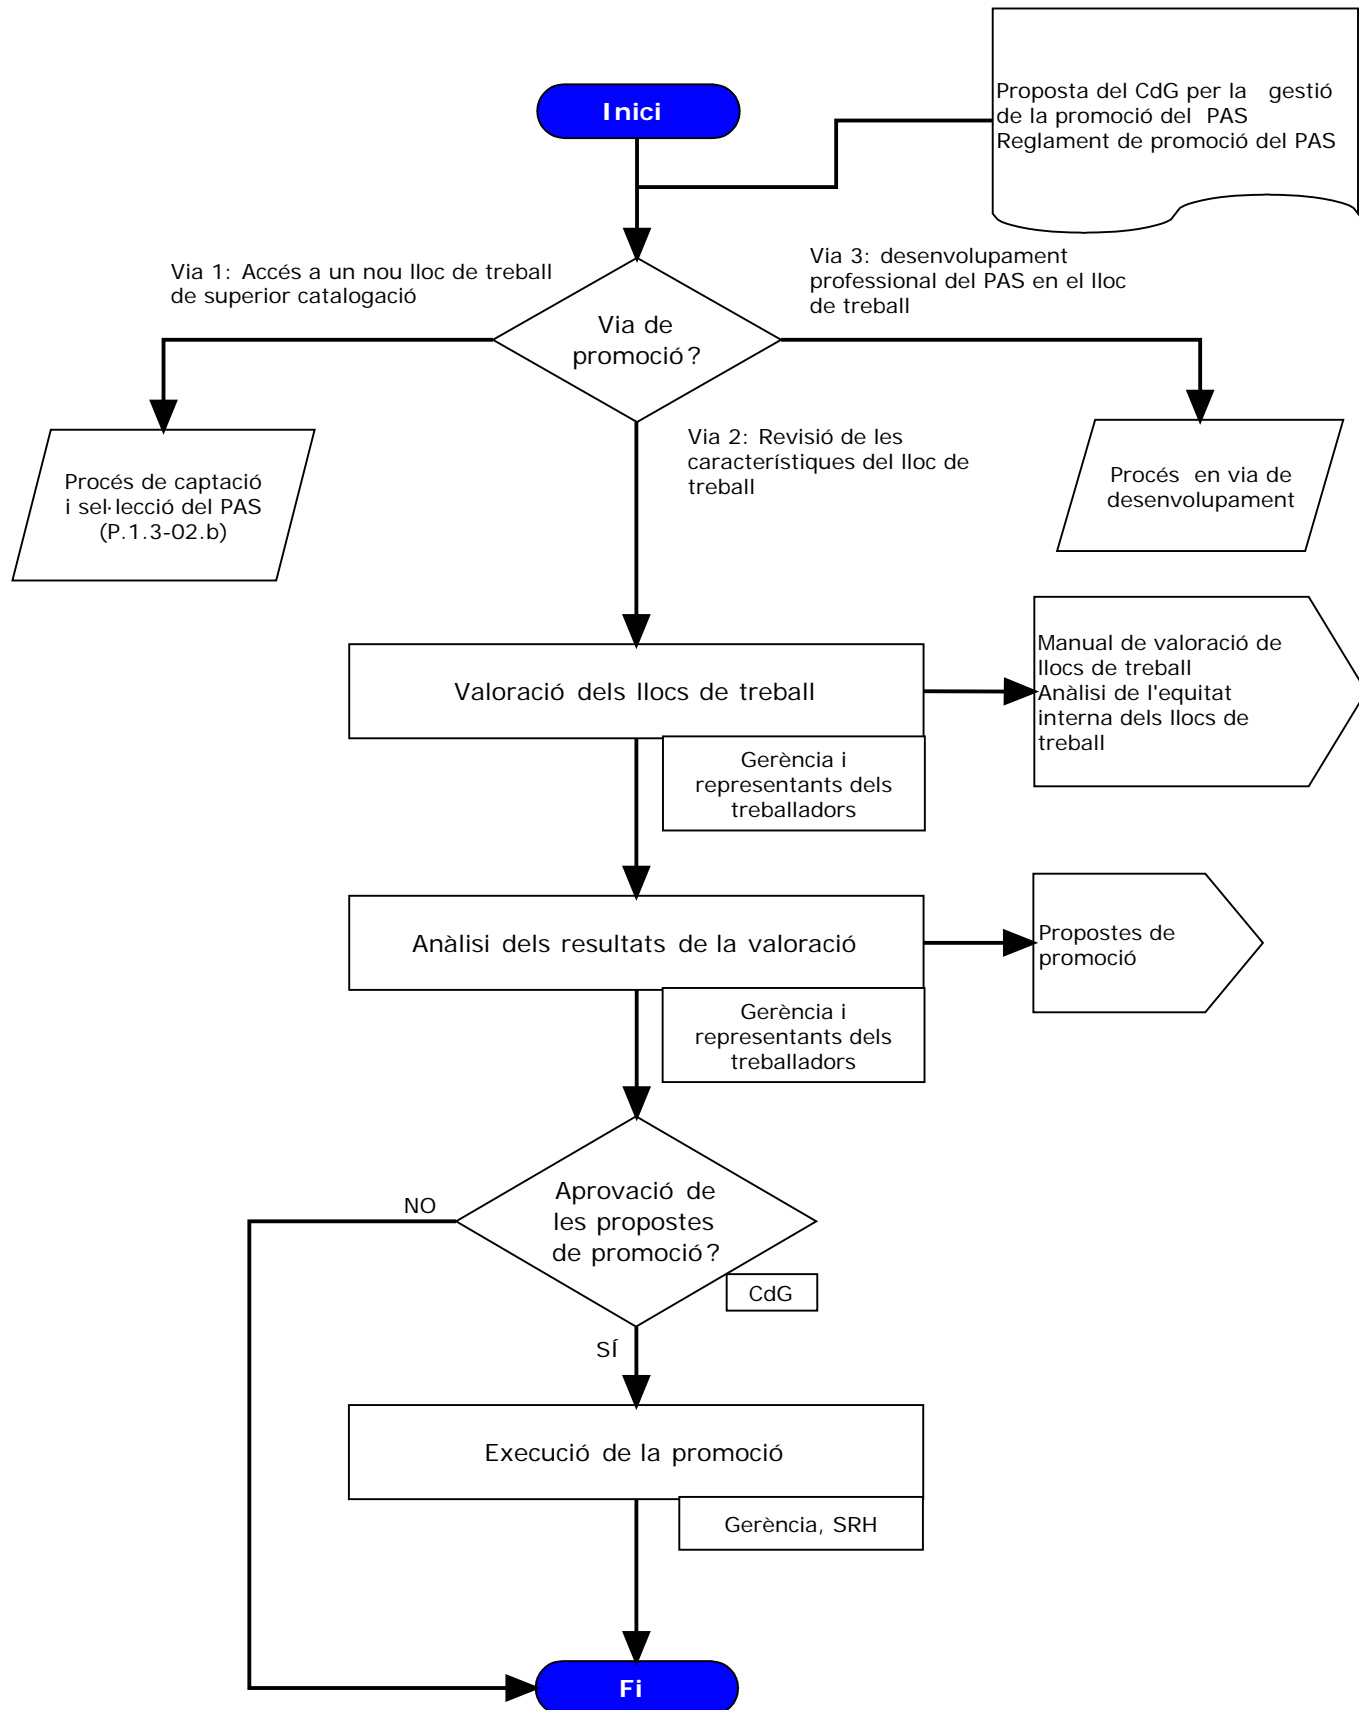 Inici
Proposta del CdG per la gestió
de la promoció del PAS
Reglament de promoció del PAS
Via 1: Accés a un nou lloc de treball
de superior catalogació
Via 3: desenvolupament
professional del PAS en el lloc
de treball
Via de
promoció?
Via 2: Revisió de les
característiques del lloc de
treball
Procés de captació
i sel·lecció del PAS
(P.1.3-02.b)
Procés en via de
desenvolupament
Valoració dels llocs de treball
Manual de valoració de
llocs de treball
Anàlisi de l'equitat
interna dels llocs de
treball
Gerència i
representants dels
treballadors
Anàlisi dels resultats de la valoració
Propostes de
promoció
Gerència i
representants dels
treballadors
Aprovació de
les propostes
de promoció?
NO
CdG
SÍ
Execució de la promoció
Gerència, SRH
Fi